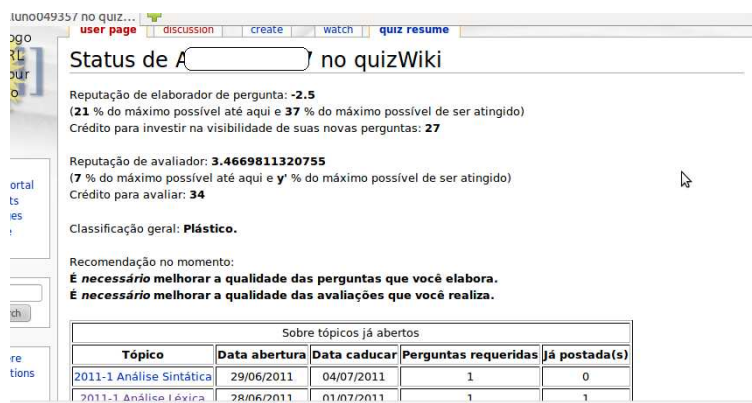 no quiz...
user page
discussion
create
watch
quiz resume
Status de no quizWiki
Reputação de elaborador de pergunta: -2.5
(21 % do máximo possível até aqui e 37 % do máximo possível de ser atingido)
Crédito para investir na visibilidade de suas novas perguntas: 27
Reputação de avaliador: 3.4669811320755
(7 % do máximo possível até aqui e y' % do máximo possível de ser atingido)
Crédito para avaliar: 34
Classificação geral: Plástico.
Recomendação no momento:
É necessário melhorar a qualidade das perguntas que você elabora.
É necessário melhorar a qualidade das avaliações que você realiza.
Sobre tópicos já abertos
Tópico Data abertura Data caducar Perguntas requeridas Já postada(s)
2011-1 Análise Sintática 29/06/2011 04/07/2011 1 0
2011-1 Análise Léxica 28/06/2011 01/07/2011 1 1